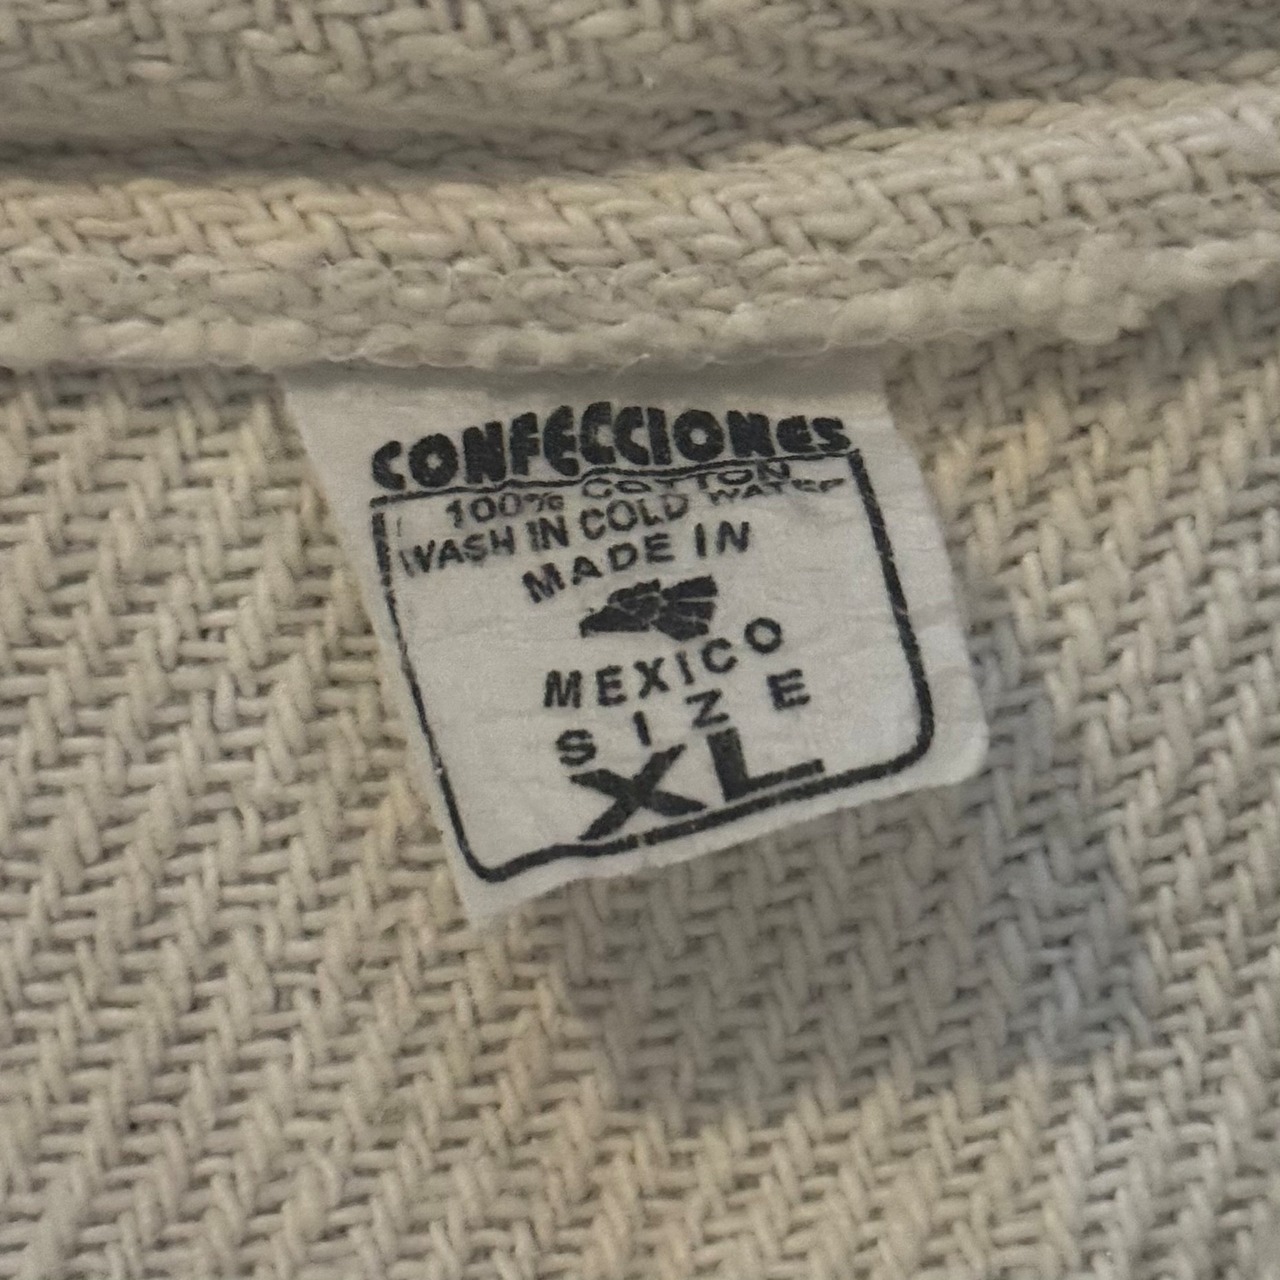 CONFECCIONES
100% COTTON
WASH IN COLD WATER
MADE IN
MEXICO
SIZE
XL